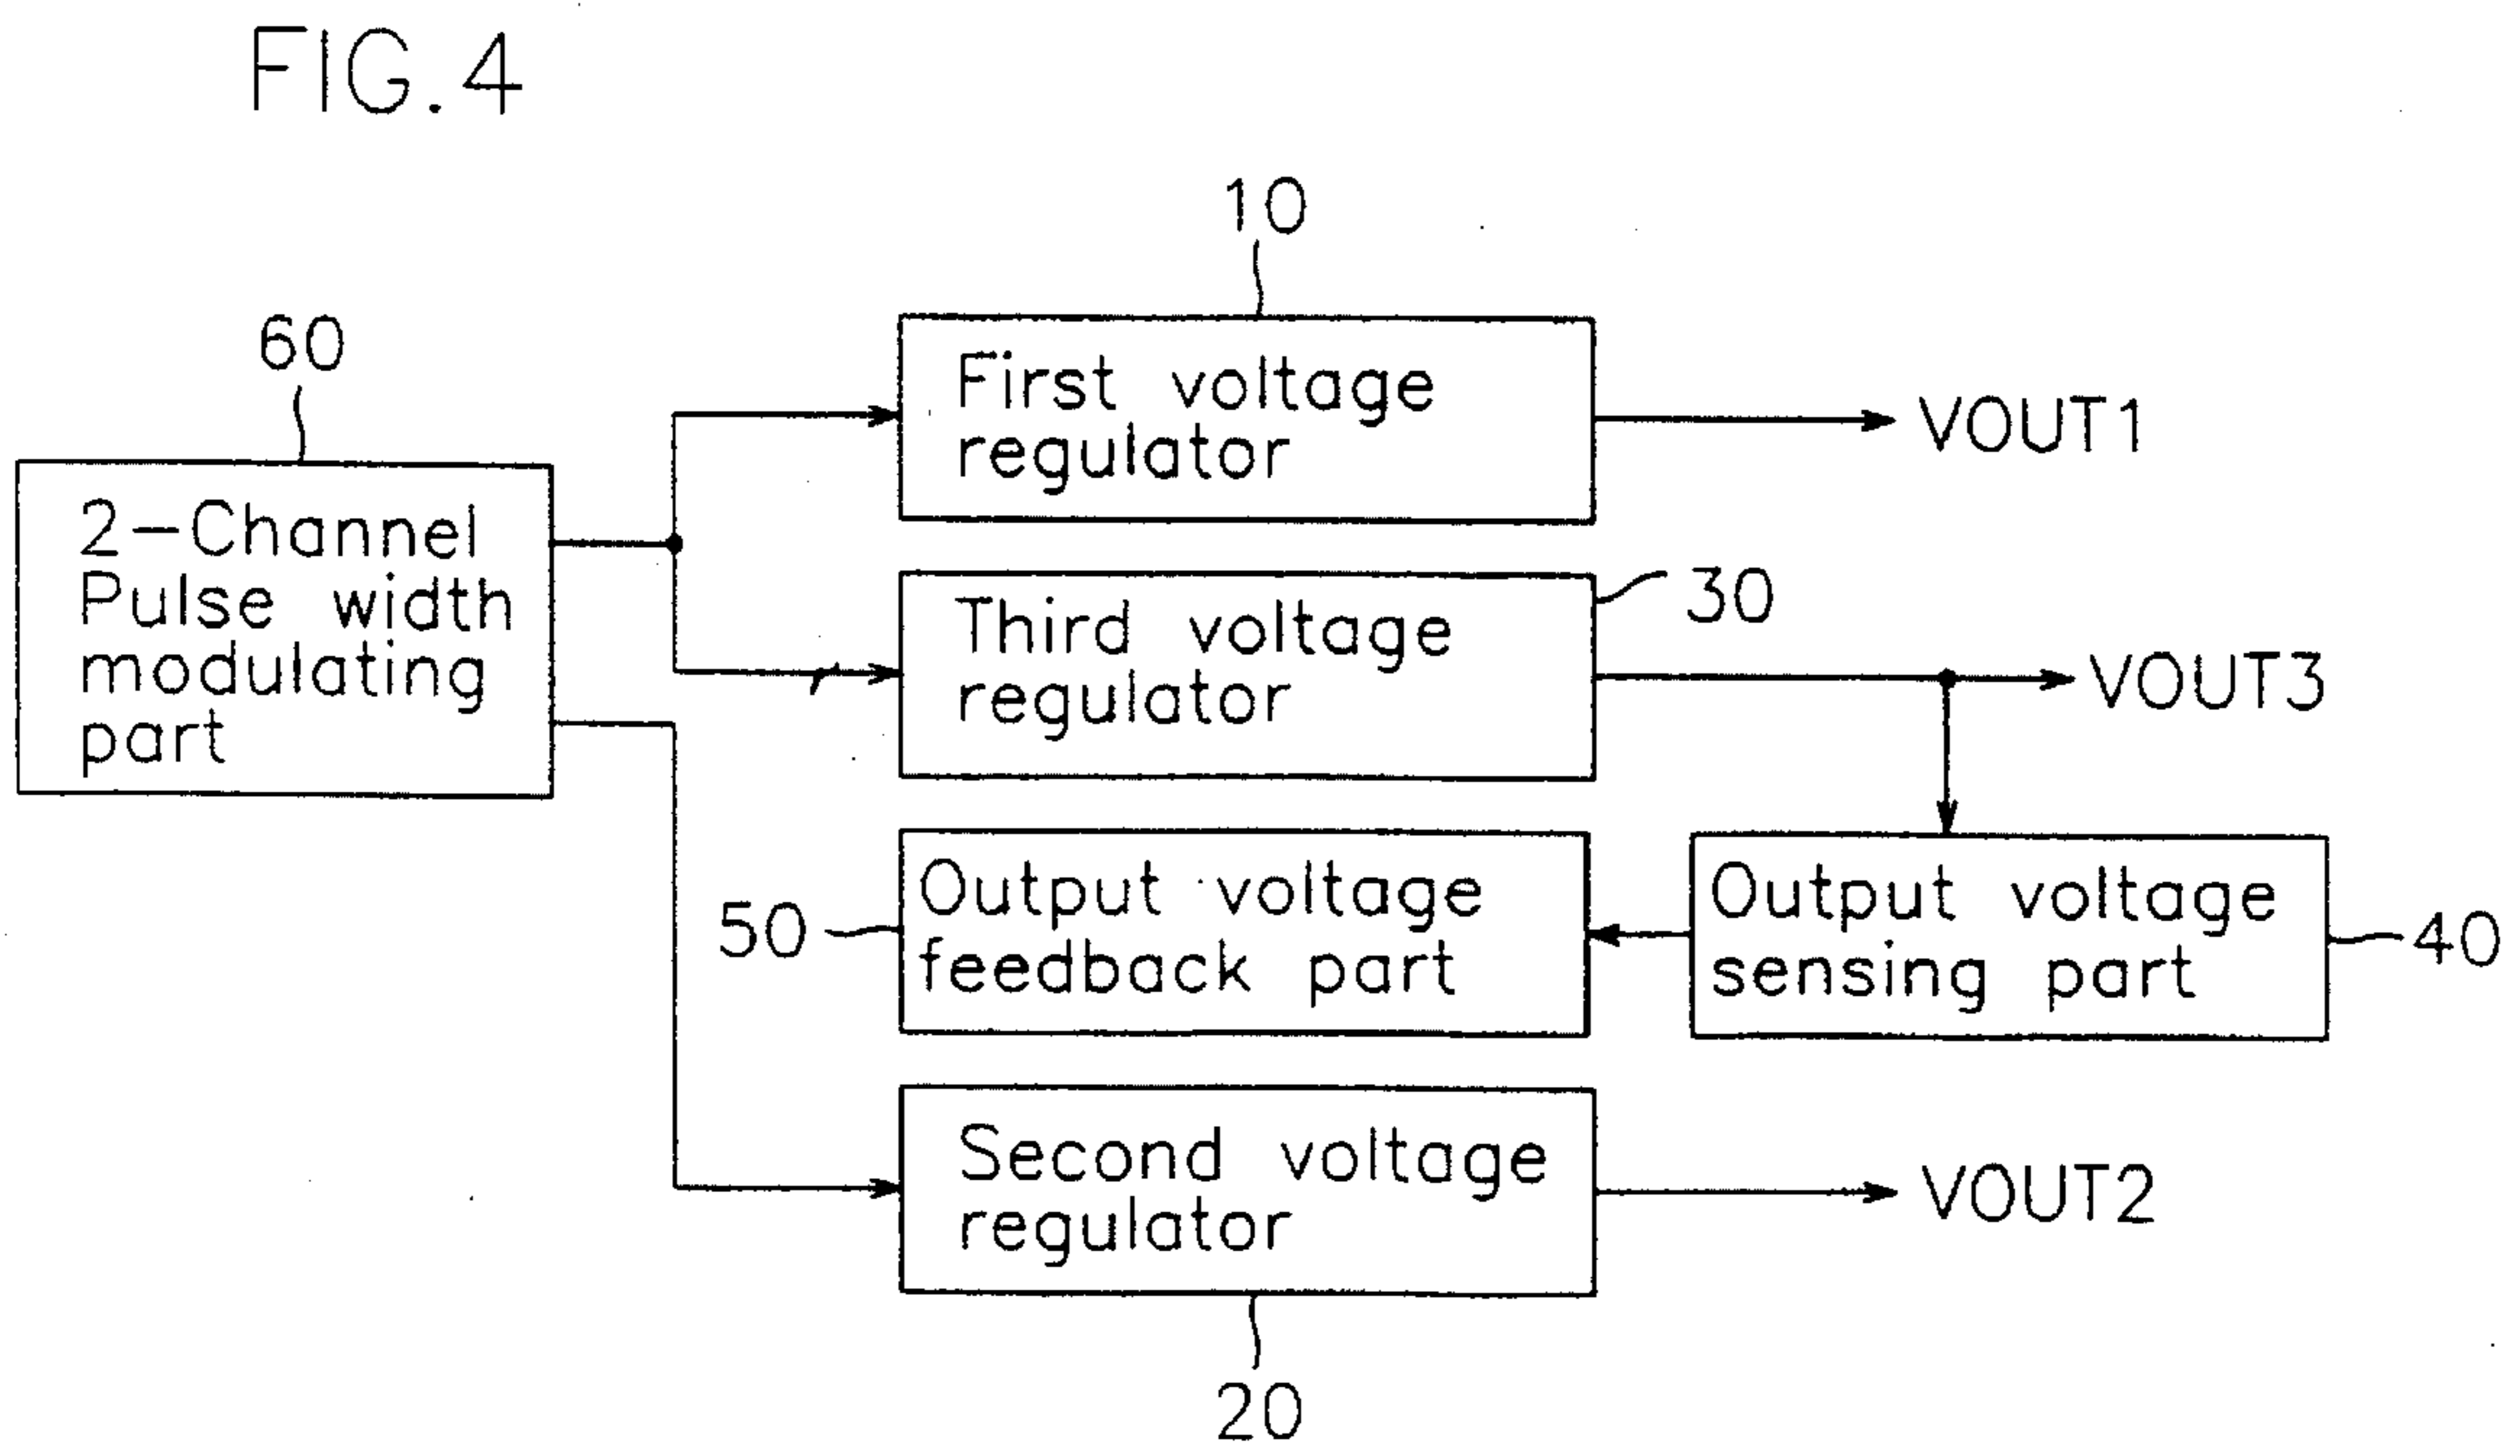 FIG.4
10
60
First voltage
regulator
VOUT1
2-Channel
Pulse width
modulating
part
30
Third voltage
regulator
VOUT3
50
Output voltage
feedback part
Output voltage
sensing part
40
Second voltage
regulator
VOUT2
20